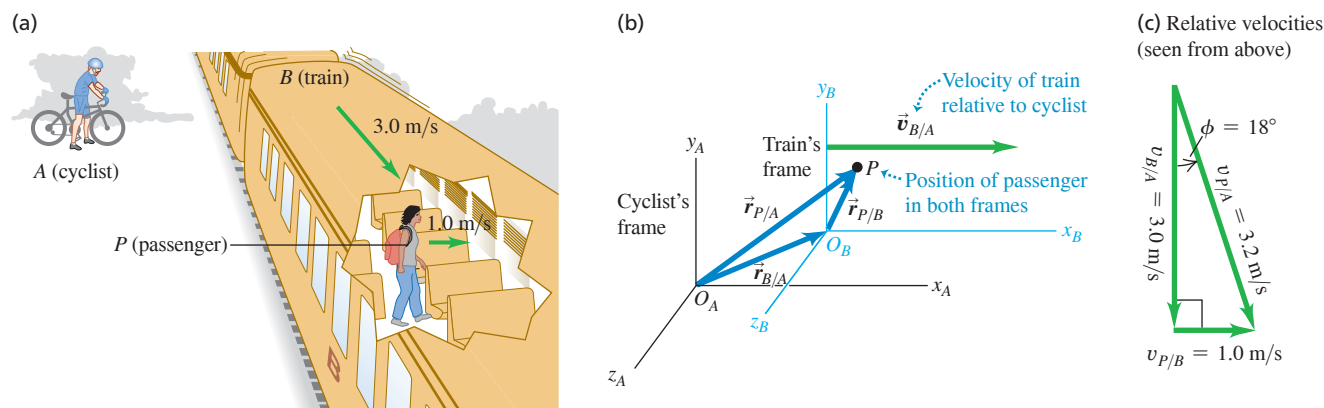 (a)
B (train)
3.0 m/s
A (cyclist)
1.0 m/s
P (passenger)
B
(b)
Velocity of train
relative to cyclist
y_B
v⃗_B/A
y_A
Train's
frame
P
Cyclist's
frame
Position of passenger
in both frames
r⃗_P/A
r⃗_P/B
x_B
O_B
r⃗_B/A
x_A
O_A
z_B
z_A
(c) Relative velocities
(seen from above)
ϕ = 18°
v_B/A = 3.0 m/s
v_P/A = 3.2 m/s
v_P/B = 1.0 m/s